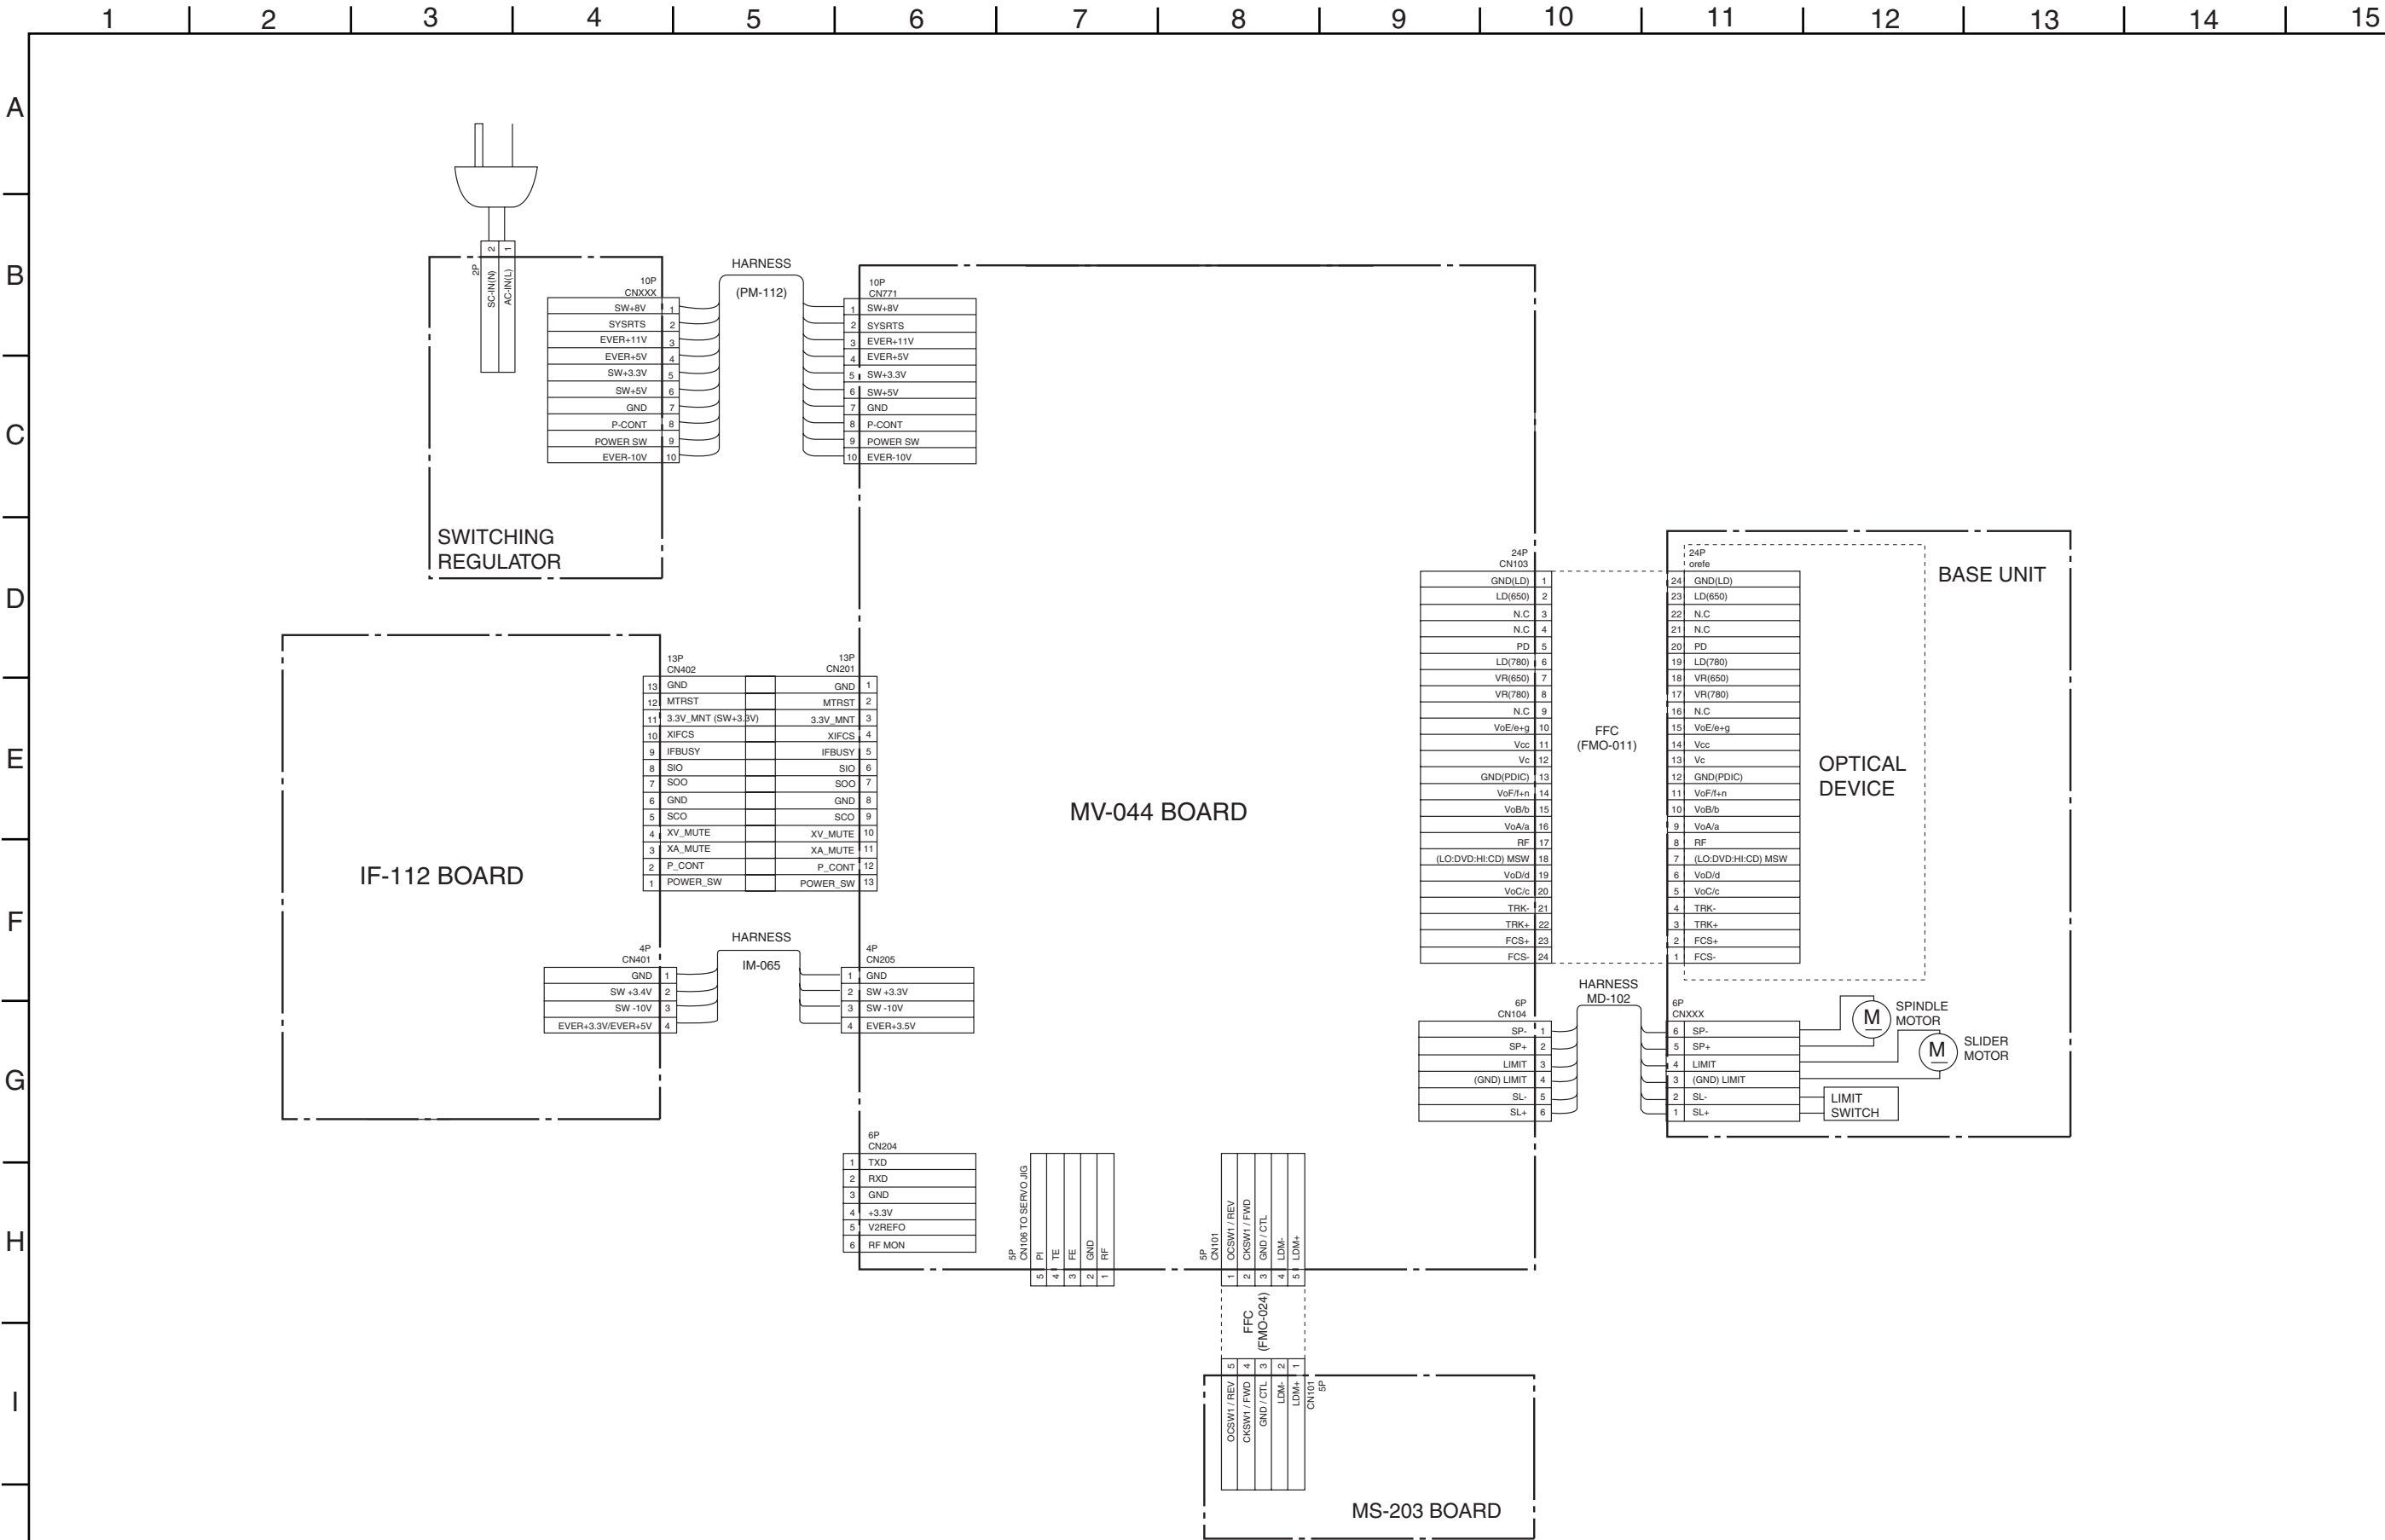 1 2 3 4 5 6 7 8 9 10 11 12 13 14 15
A
B
C
D
E
F
G
H
I
2P
2 SC-IN(N)
1 AC-IN(L)
SWITCHING
REGULATOR
10P
CNXXX
SW+8V 1
SYSRTS 2
EVER+11V 3
EVER+5V 4
SW+3.3V 5
SW+5V 6
GND 7
P-CONT 8
POWER SW 9
EVER-10V 10
HARNESS
(PM-112)
10P
CN771
1 SW+8V
2 SYSRTS
3 EVER+11V
4 EVER+5V
5 SW+3.3V
6 SW+5V
7 GND
8 P-CONT
9 POWER SW
10 EVER-10V
IF-112 BOARD
13P
CN402
13 GND
12 MTRST
11 3.3V_MNT (SW+3.3V)
10 XIFCS
9 IFBUSY
8 SIO
7 SOO
6 GND
5 SCO
4 XV_MUTE
3 XA_MUTE
2 P_CONT
1 POWER_SW
13P
CN201
GND 1
MTRST 2
3.3V_MNT 3
XIFCS 4
IFBUSY 5
SIO 6
SOO 7
GND 8
SCO 9
XV_MUTE 10
XA_MUTE 11
P_CONT 12
POWER_SW 13
4P
CN401
GND 1
SW +3.4V 2
SW -10V 3
EVER+3.3V/EVER+5V 4
HARNESS
IM-065
4P
CN205
1 GND
2 SW +3.3V
3 SW -10V
4 EVER+3.5V
MV-044 BOARD
6P
CN204
1 TXD
2 RXD
3 GND
4 +3.3V
5 V2REFO
6 RF MON
5P
CN106 TO SERVO JIG
5 PI
4 TE
3 FE
2 GND
1 RF
5P
CN101
1 OCSW1 / REV
2 CKSW1 / FWD
3 GND / CTL
4 LDM-
5 LDM+
FFC
(FMO-024)
5 OCSW1 / REV
4 CKSW1 / FWD
3 GND / CTL
2 LDM-
1 LDM+
CN101
5P
MS-203 BOARD
24P
CN103
GND(LD) 1
LD(650) 2
N.C 3
N.C 4
PD 5
LD(780) 6
VR(650) 7
VR(780) 8
N.C 9
VoE/e+g 10
Vcc 11
Vc 12
GND(PDIC) 13
VoF/f+n 14
VoB/b 15
VoA/a 16
RF 17
(LO:DVD:HI:CD) MSW 18
VoD/d 19
VoC/c 20
TRK- 21
TRK+ 22
FCS+ 23
FCS- 24
FFC
(FMO-011)
24P
orefe
24 GND(LD)
23 LD(650)
22 N.C
21 N.C
20 PD
19 LD(780)
18 VR(650)
17 VR(780)
16 N.C
15 VoE/e+g
14 Vcc
13 Vc
12 GND(PDIC)
11 VoF/f+n
10 VoB/b
9 VoA/a
8 RF
7 (LO:DVD:HI:CD) MSW
6 VoD/d
5 VoC/c
4 TRK-
3 TRK+
2 FCS+
1 FCS-
BASE UNIT
OPTICAL
DEVICE
6P
CN104
SP- 1
SP+ 2
LIMIT 3
(GND) LIMIT 4
SL- 5
SL+ 6
HARNESS
MD-102
6P
CNXXX
6 SP-
5 SP+
4 LIMIT
3 (GND) LIMIT
2 SL-
1 SL+
M
SPINDLE
MOTOR
M
SLIDER
MOTOR
LIMIT
SWITCH